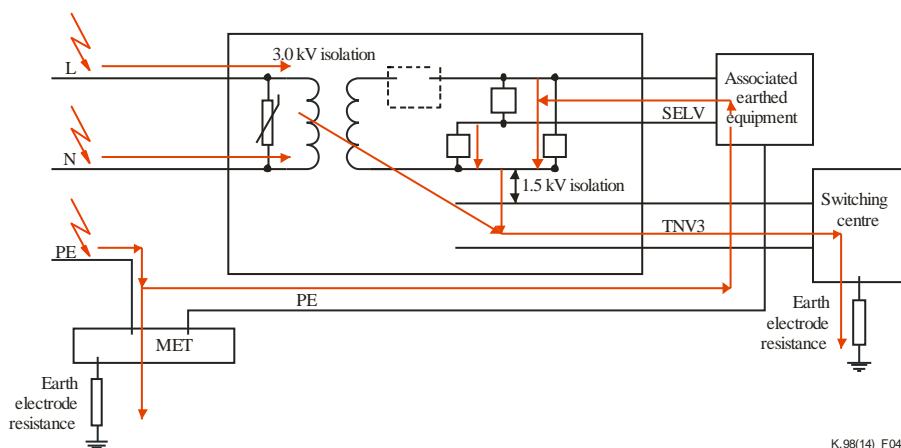 L
3.0 kV isolation
Associated
earthed
equipment
SELV
N
1.5 kV isolation
Switching
centre
TNV3
PE
PE
Earth
electrode
resistance
MET
Earth
electrode
resistance
K.98(14)_F04